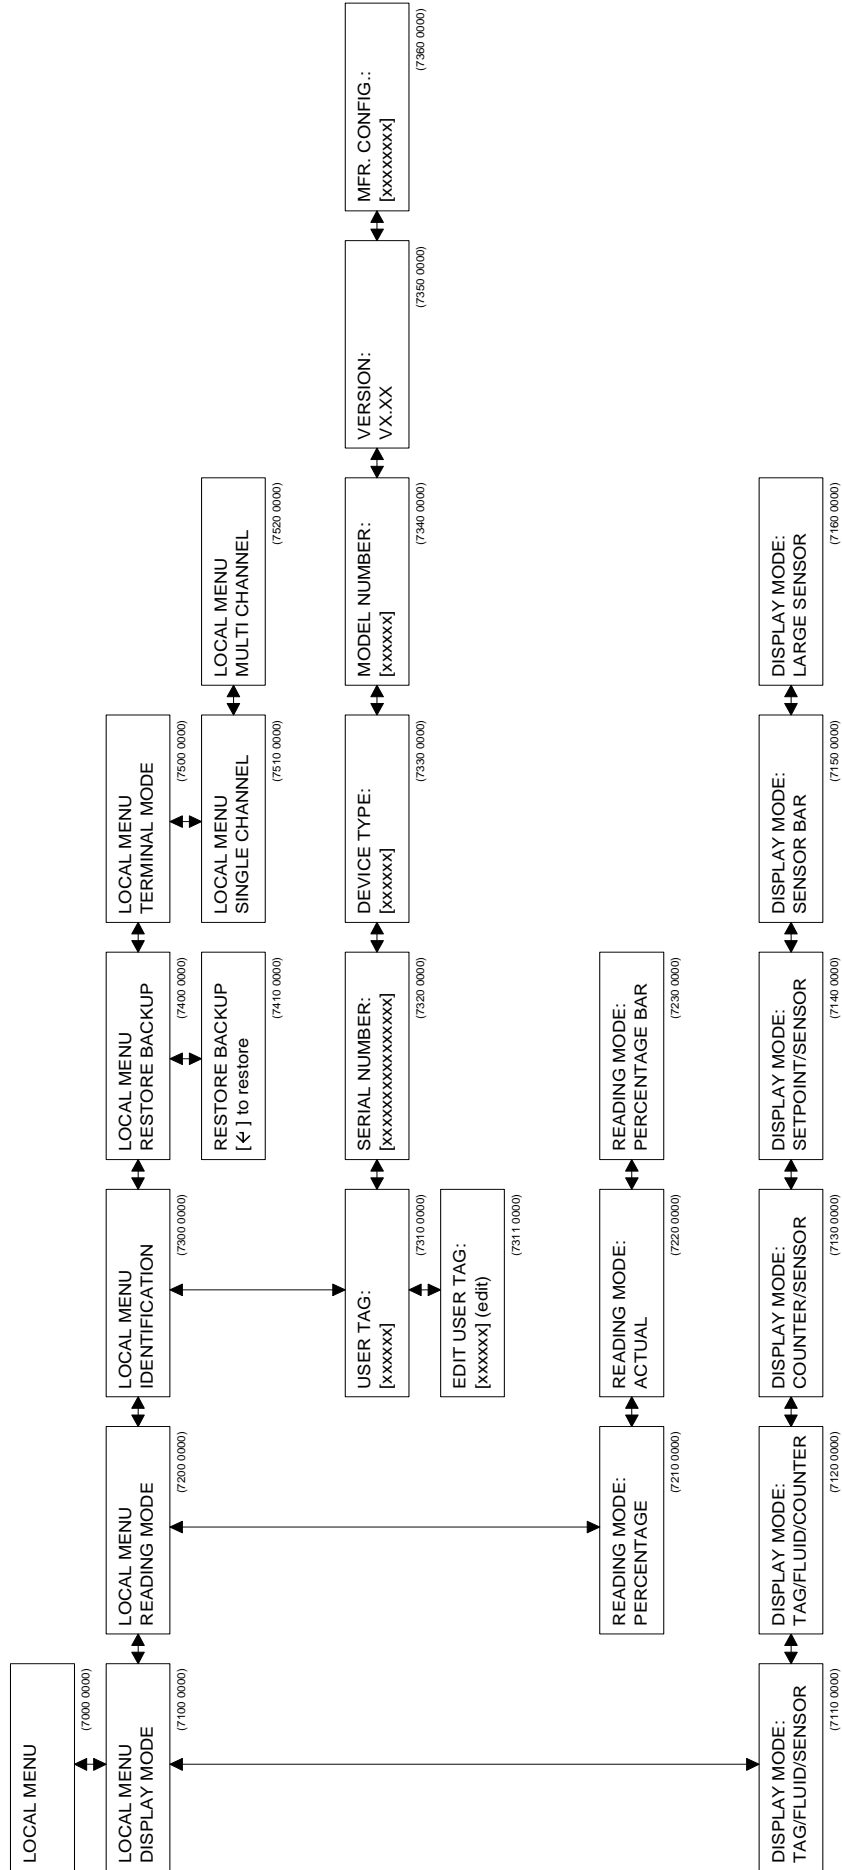 LOCAL MENU
(7000 0000)
LOCAL MENU
DISPLAY MODE
(7100 0000)
LOCAL MENU
READING MODE
(7200 0000)
LOCAL MENU
IDENTIFICATION
(7300 0000)
LOCAL MENU
RESTORE BACKUP
(7400 0000)
LOCAL MENU
TERMINAL MODE
(7500 0000)
RESTORE BACKUP
[↵] to restore
(7410 0000)
LOCAL MENU
SINGLE CHANNEL
(7510 0000)
LOCAL MENU
MULTI CHANNEL
(7520 0000)
USER TAG:
[xxxxxx]
(7310 0000)
SERIAL NUMBER:
[xxxxxxxxxxxxxxxxxx]
(7320 0000)
DEVICE TYPE:
[xxxxxx]
(7330 0000)
MODEL NUMBER:
[xxxxxx]
(7340 0000)
VERSION:
VX.XX
(7350 0000)
MFR. CONFIG.:
[xxxxxxxx]
(7360 0000)
EDIT USER TAG:
[xxxxxx] (edit)
(7311 0000)
READING MODE:
PERCENTAGE
(7210 0000)
READING MODE:
ACTUAL
(7220 0000)
READING MODE:
PERCENTAGE BAR
(7230 0000)
DISPLAY MODE:
TAG/FLUID/SENSOR
(7110 0000)
DISPLAY MODE:
TAG/FLUID/COUNTER
(7120 0000)
DISPLAY MODE:
COUNTER/SENSOR
(7130 0000)
DISPLAY MODE:
SETPOINT/SENSOR
(7140 0000)
DISPLAY MODE:
SENSOR BAR
(7150 0000)
DISPLAY MODE:
LARGE SENSOR
(7160 0000)